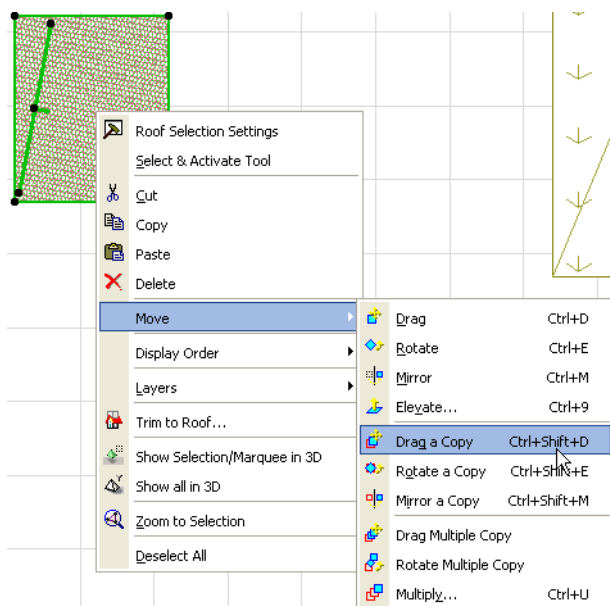 Roof Selection Settings
Select & Activate Tool
Cut
Copy
Paste
Delete
Move
Display Order
Layers
Trim to Roof...
Show Selection/Marquee in 3D
Show all in 3D
Zoom to Selection
Deselect All
Drag Ctrl+D
Rotate Ctrl+E
Mirror Ctrl+M
Elevate... Ctrl+9
Drag a Copy Ctrl+Shift+D
Rotate a Copy Ctrl+Shift+E
Mirror a Copy Ctrl+Shift+M
Drag Multiple Copy
Rotate Multiple Copy
Multiply... Ctrl+U